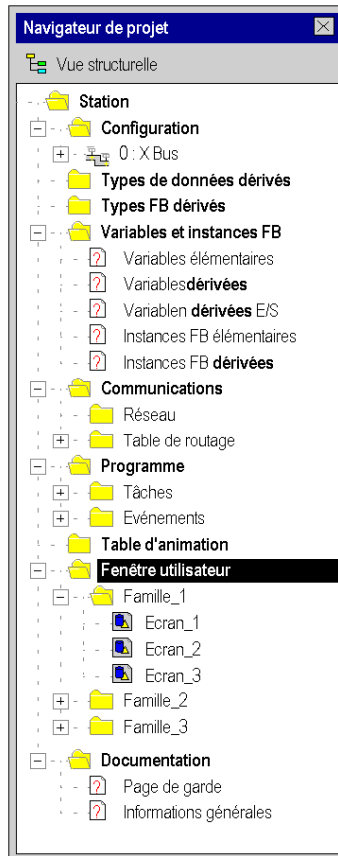 Navigateur de projet
Vue structurelle
Station
Configuration
0 : X Bus
Types de données dérivés
Types FB dérivés
Variables et instances FB
Variables élémentaires
Variablesdérivées
Variablen dérivées E/S
Instances FB élémentaires
Instances FB dérivées
Communications
Réseau
Table de routage
Programme
Tâches
Evénements
Table d'animation
Fenêtre utilisateur
Famille_1
Ecran_1
Ecran_2
Ecran_3
Famille_2
Famille_3
Documentation
Page de garde
Informations générales